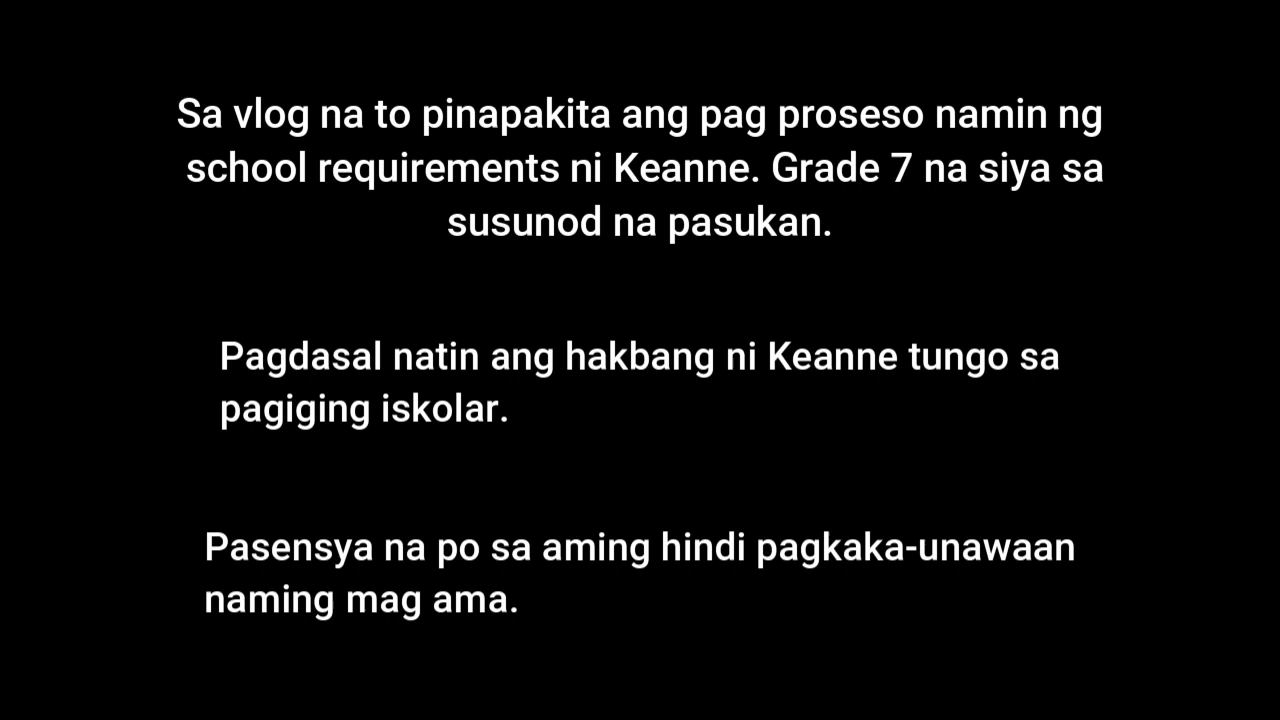 Sa vlog na to pinapakita ang pag proseso namin ng
school requirements ni Keanne. Grade 7 na siya sa
susunod na pasukan.
Pagdasal natin ang hakbang ni Keanne tungo sa
pagiging iskolar.
Pasensya na po sa aming hindi pagkaka-unawaan
naming mag ama.